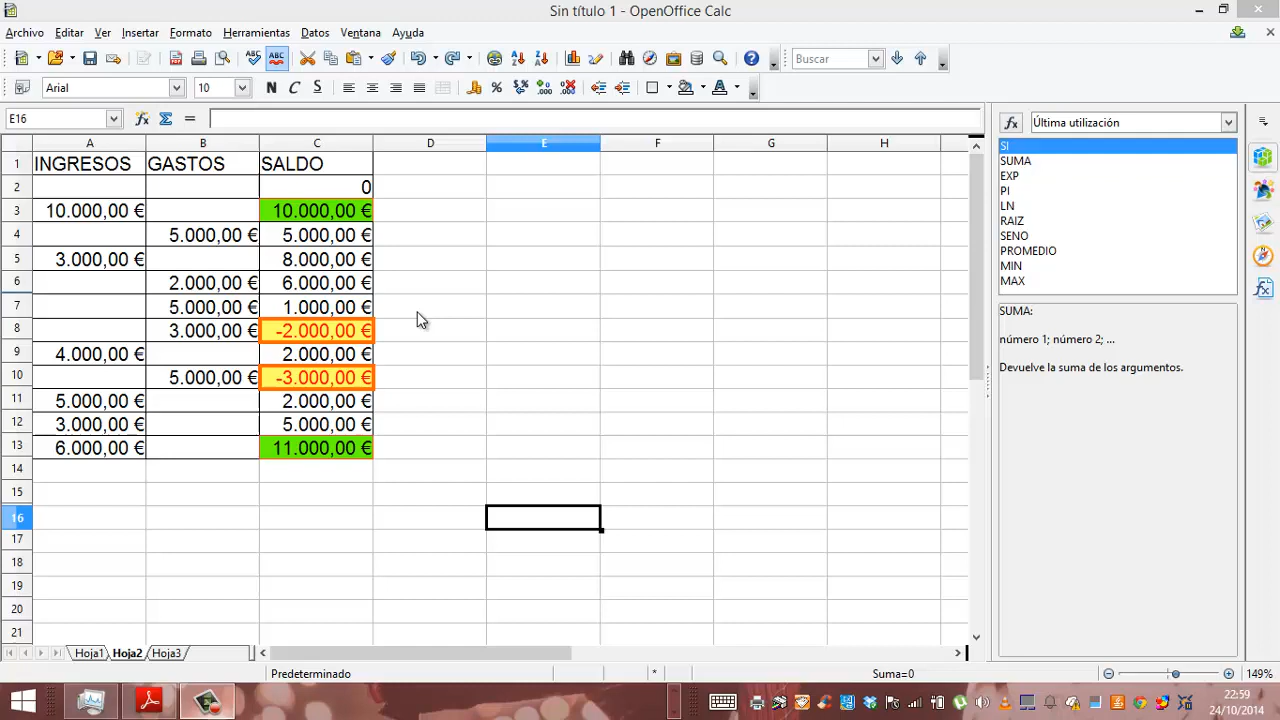 Sin título 1 - OpenOffice Calc
Archivo Editar Ver Insertar Formato Herramientas Datos Ventana Ayuda
Buscar
Arial 10 N C S
E16
Última utilización
A B C D E F G H
1 INGRESOS GASTOS SALDO
2 0
3 10.000,00 € 10.000,00 €
4 5.000,00 € 5.000,00 €
5 3.000,00 € 8.000,00 €
6 2.000,00 € 6.000,00 €
7 5.000,00 € 1.000,00 €
8 3.000,00 € -2.000,00 €
9 4.000,00 € 2.000,00 €
10 5.000,00 € -3.000,00 €
11 5.000,00 € 2.000,00 €
12 3.000,00 € 5.000,00 €
13 6.000,00 € 11.000,00 €
14
15
16
17
18
19
20
21
SI
SUMA
EXP
PI
LN
RAIZ
SENO
PROMEDIO
MIN
MAX
SUMA:
número 1; número 2; ...
Devuelve la suma de los argumentos.
Hoja1 Hoja2 Hoja3
Predeterminado * Suma=0 149%
22:59
24/10/2014